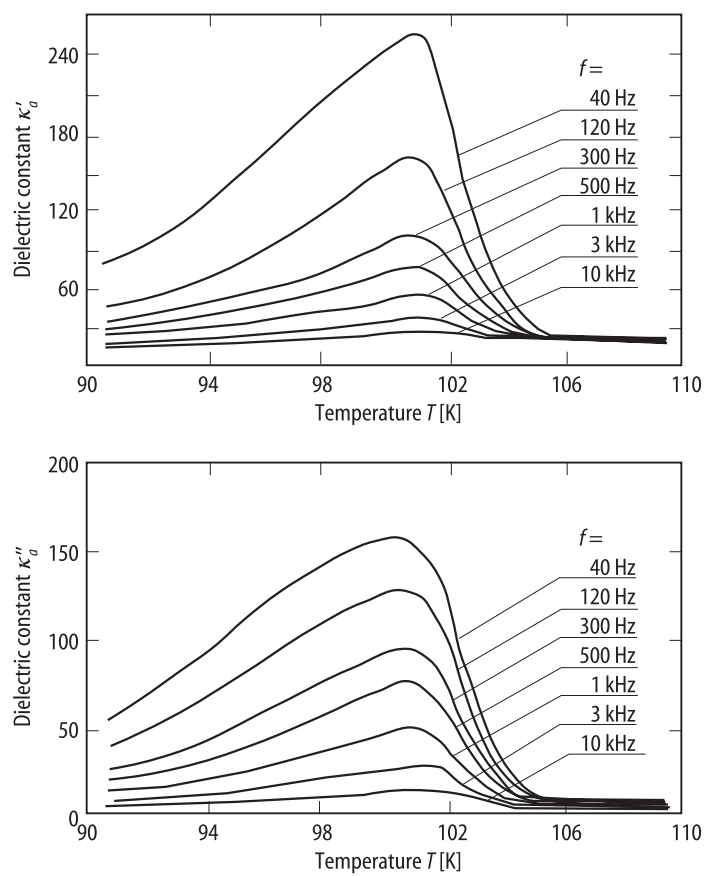 Dielectric constant κ′a
240
180
120
60
f =
40 Hz
120 Hz
300 Hz
500 Hz
1 kHz
3 kHz
10 kHz
90 94 98 102 106 110
Temperature T [K]
Dielectric constant κ″a
200
150
100
50
0
f =
40 Hz
120 Hz
300 Hz
500 Hz
1 kHz
3 kHz
10 kHz
90 94 98 102 106 110
Temperature T [K]